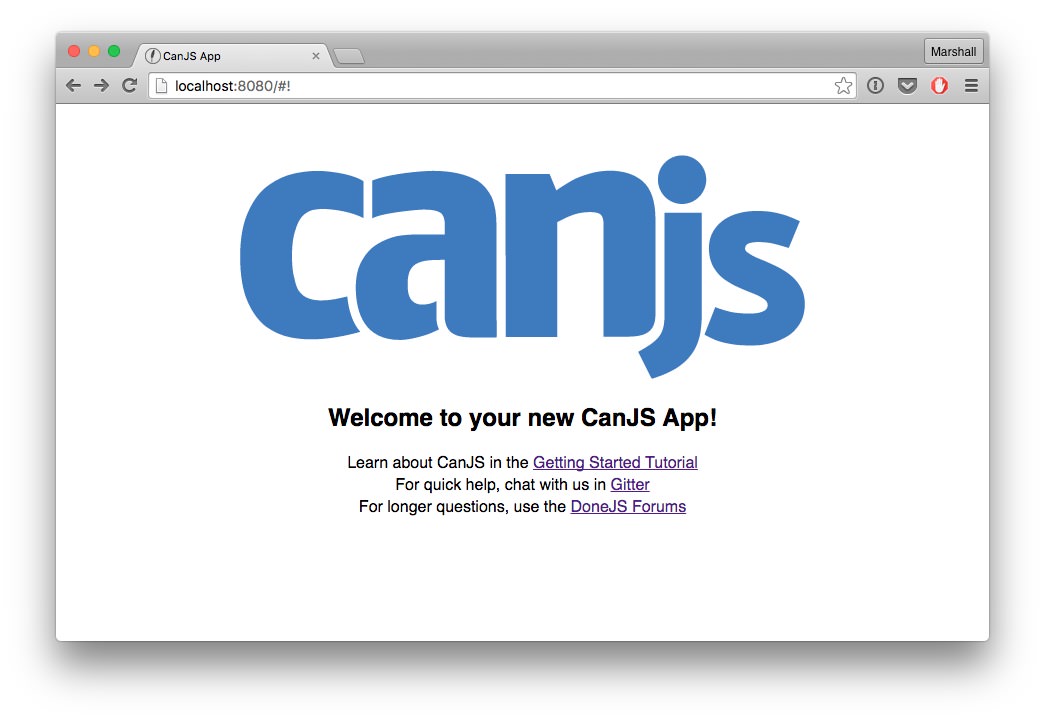 CanJS App
Marshall
localhost:8080/#!
canjs
Welcome to your new CanJS App!
Learn about CanJS in the Getting Started Tutorial
For quick help, chat with us in Gitter
For longer questions, use the DoneJS Forums